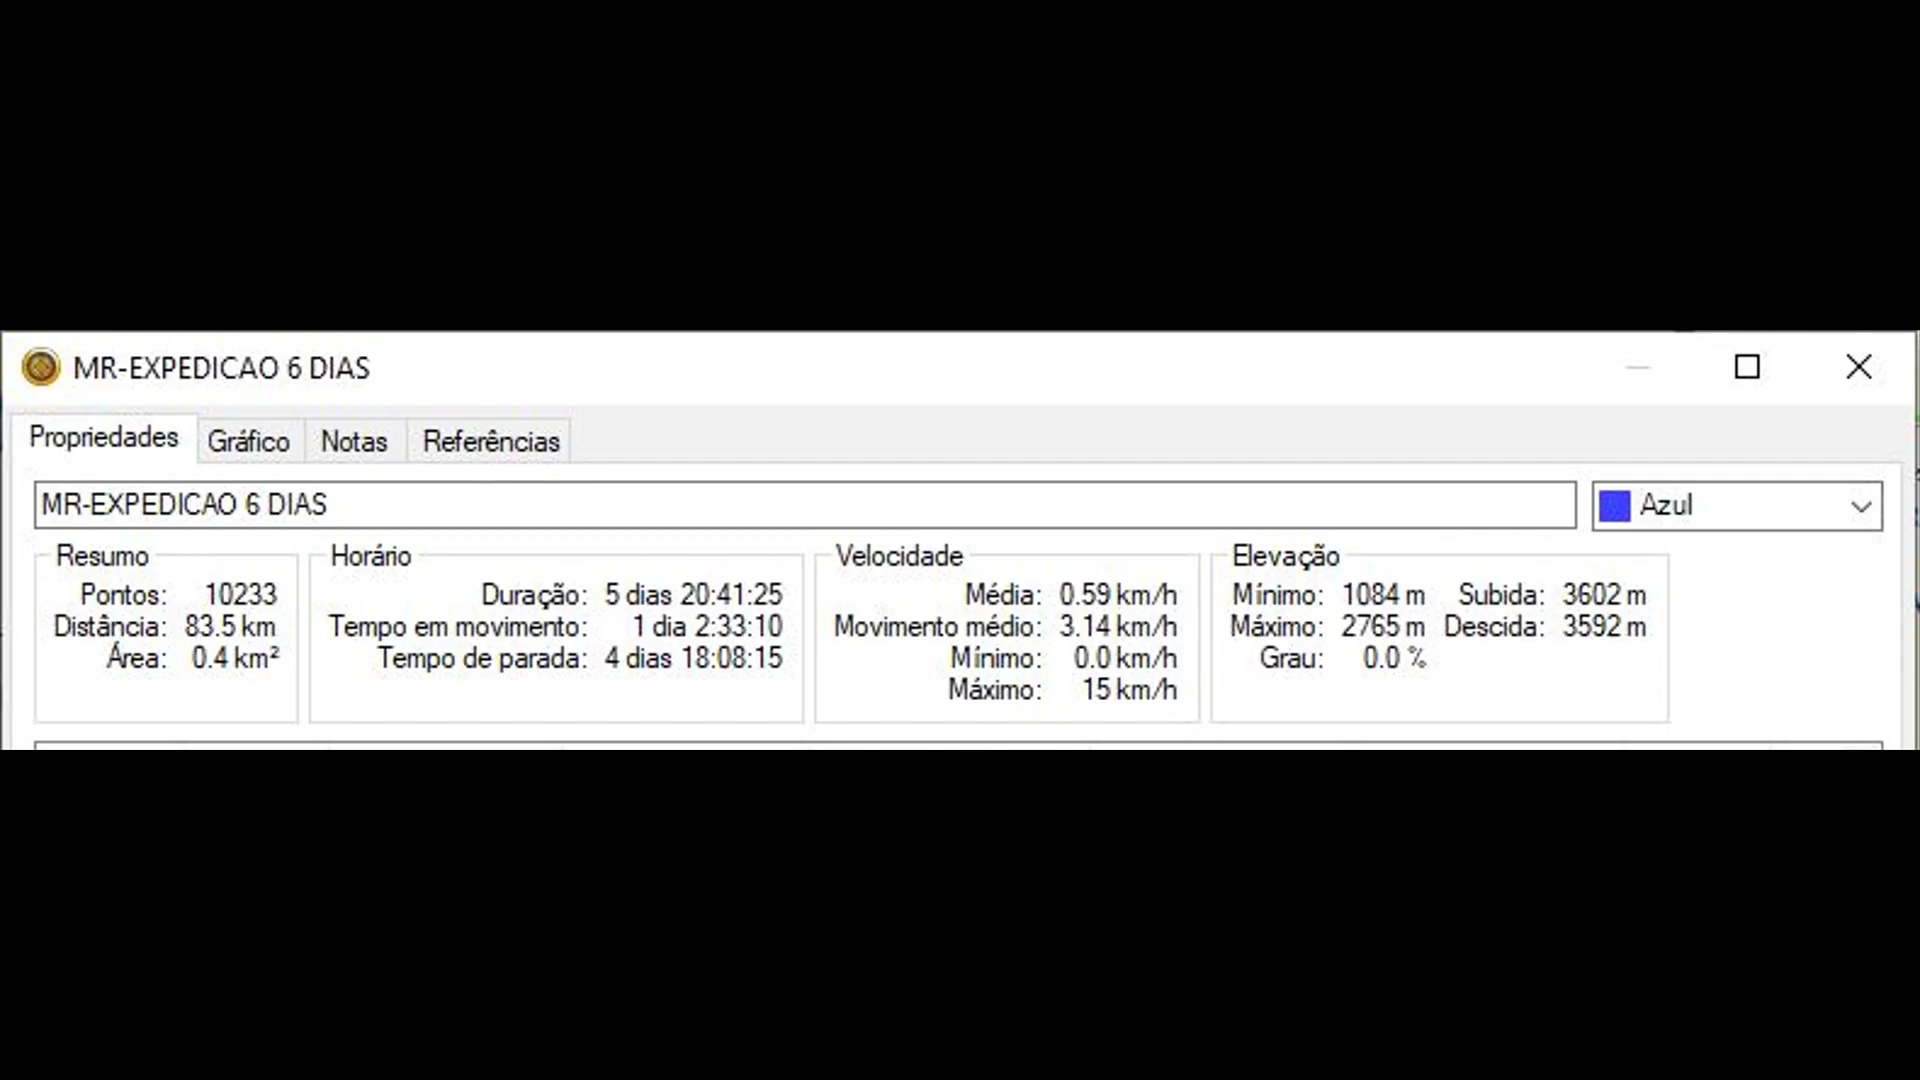 MR-EXPEDICAO 6 DIAS
Propriedades Gráfico Notas Referências
MR-EXPEDICAO 6 DIAS
Azul
Resumo
Pontos: 10233
Distância: 83.5 km
Área: 0.4 km²
Horário
Duração: 5 dias 20:41:25
Tempo em movimento: 1 dia 2:33:10
Tempo de parada: 4 dias 18:08:15
Velocidade
Média: 0.59 km/h
Movimento médio: 3.14 km/h
Mínimo: 0.0 km/h
Máximo: 15 km/h
Elevação
Mínimo: 1084 m Subida: 3602 m
Máximo: 2765 m Descida: 3592 m
Grau: 0.0 %